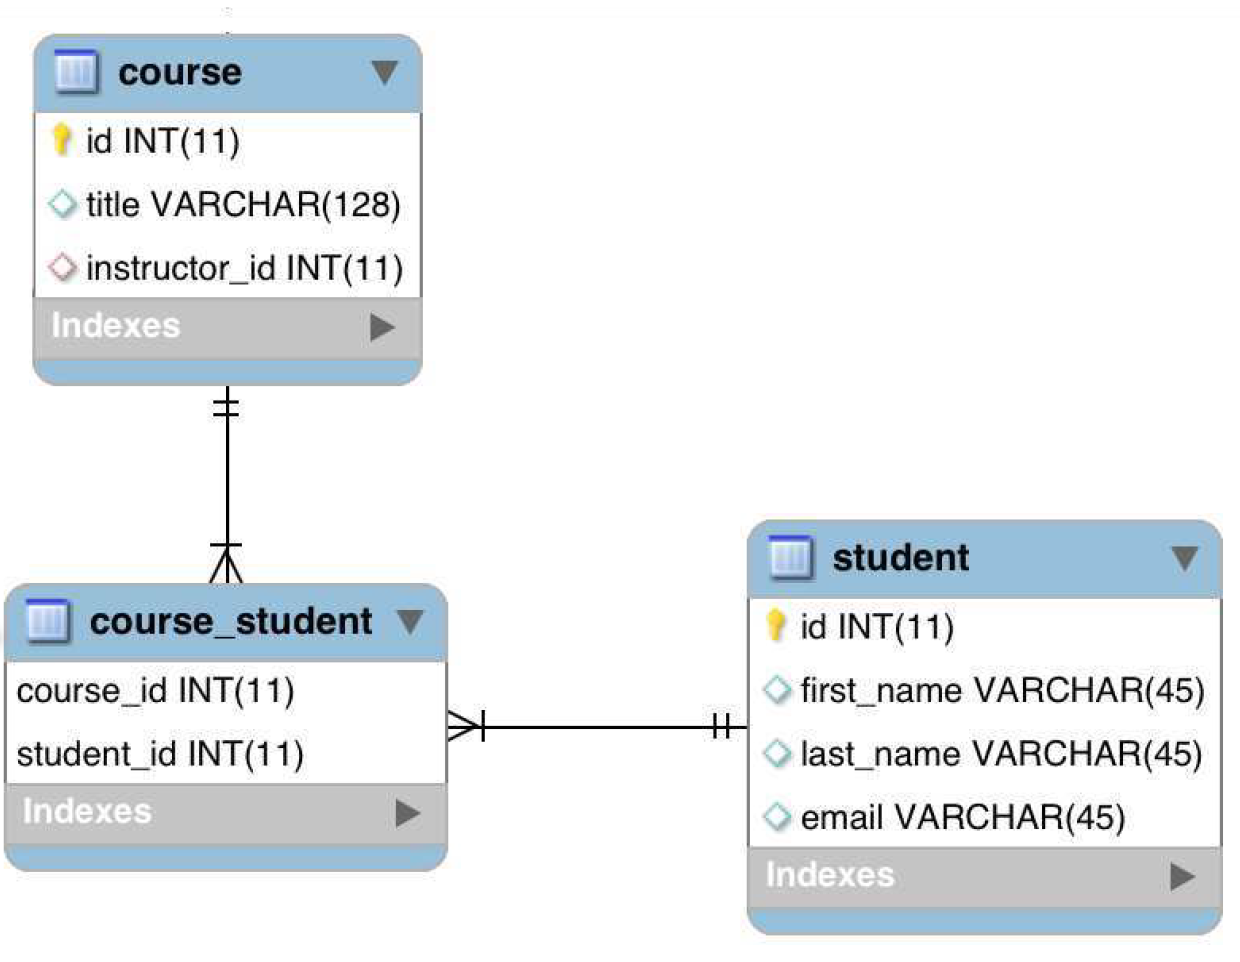 course
id INT(11)
title VARCHAR(128)
instructor_id INT(11)
Indexes
course_student
course_id INT(11)
student_id INT(11)
Indexes
student
id INT(11)
first_name VARCHAR(45)
last_name VARCHAR(45)
email VARCHAR(45)
Indexes